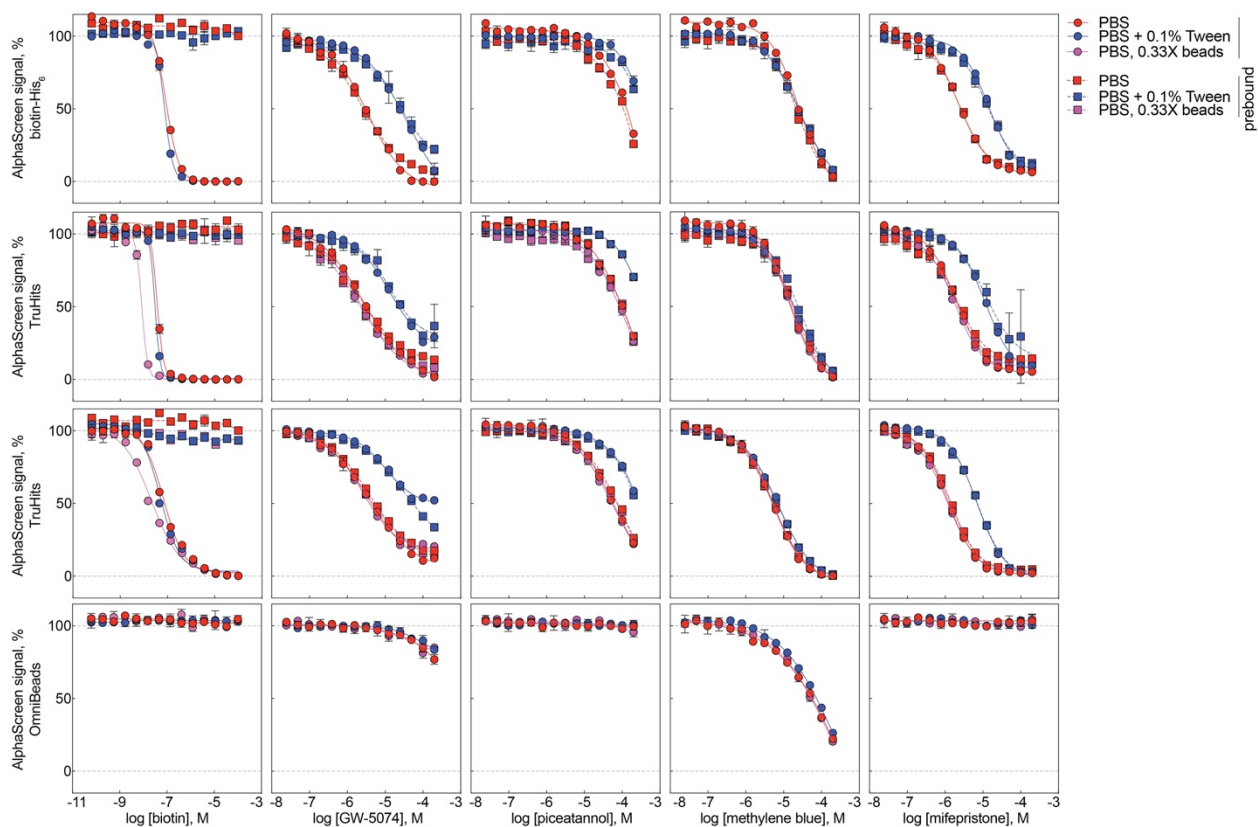 AlphaScreen signal, %
biotin-His6
100
50
0
PBS
PBS + 0.1% Tween
PBS, 0.33X beads
PBS
PBS + 0.1% Tween
PBS, 0.33X beads
prebound
AlphaScreen signal, %
TruHits
100
50
0
AlphaScreen signal, %
TruHits
100
50
0
AlphaScreen signal, %
OmniBeads
100
50
0
-11 -9 -7 -5 -3
log [biotin], M
-8 -7 -6 -5 -4 -3
log [GW-5074], M
-8 -7 -6 -5 -4 -3
log [piceatannol], M
-8 -7 -6 -5 -4 -3
log [methylene blue], M
-8 -7 -6 -5 -4 -3
log [mifepristone], M